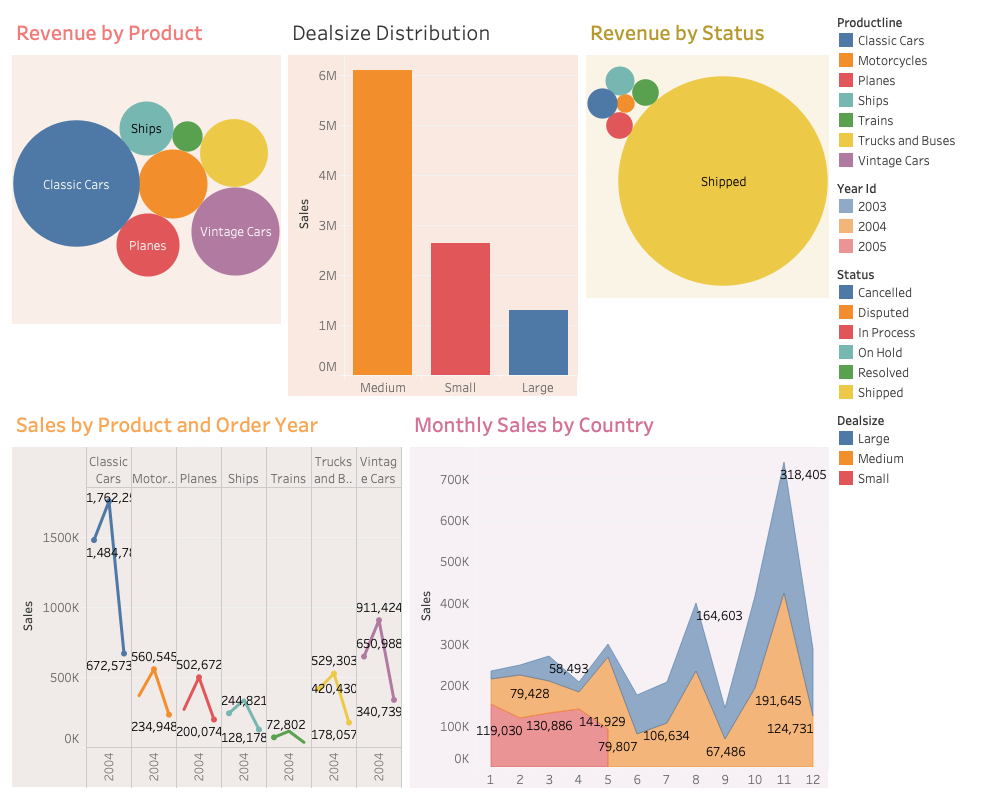 Revenue by Product
Dealsize Distribution
Revenue by Status
Ships
Classic Cars
Planes
Vintage Cars
6M
5M
4M
3M
2M
1M
0M
Sales
Medium
Small
Large
Shipped
Productline
Classic Cars
Motorcycles
Planes
Ships
Trains
Trucks and Buses
Vintage Cars
Year Id
2003
2004
2005
Status
Cancelled
Disputed
In Process
On Hold
Resolved
Shipped
Dealsize
Large
Medium
Small
Sales by Product and Order Year
Classic
Cars
Motor..
Planes
Ships
Trains
Trucks
and B..
Vintag
e Cars
1500K
1000K
500K
0K
Sales
1,762,25
1,484,78
672,573
560,545
234,948
502,672
200,074
244,821
128,178
72,802
529,303
420,430
178,057
911,424
650,988
340,739
2004
2004
2004
2004
2004
2004
2004
Monthly Sales by Country
700K
600K
500K
400K
300K
200K
100K
0K
Sales
318,405
164,603
58,493
79,428
191,645
119,030
130,886
141,929
106,634
124,731
79,807
67,486
1
2
3
4
5
6
7
8
9
10
11
12